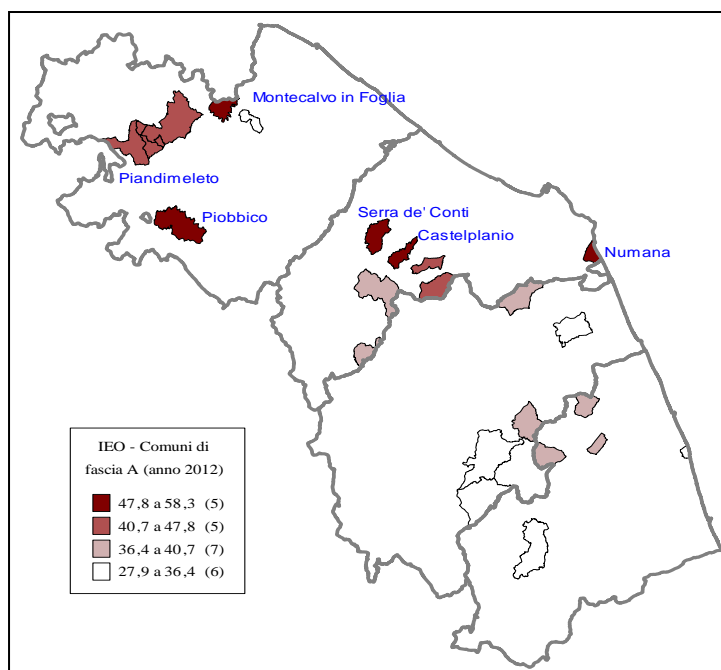 Montecalvo in Foglia
Piandimeleto
Piobbico
Serra de' Conti
Castelplanio
Numana
IEO - Comuni di
fascia A (anno 2012)
47,8 a 58,3 (5)
40,7 a 47,8 (5)
36,4 a 40,7 (7)
27,9 a 36,4 (6)